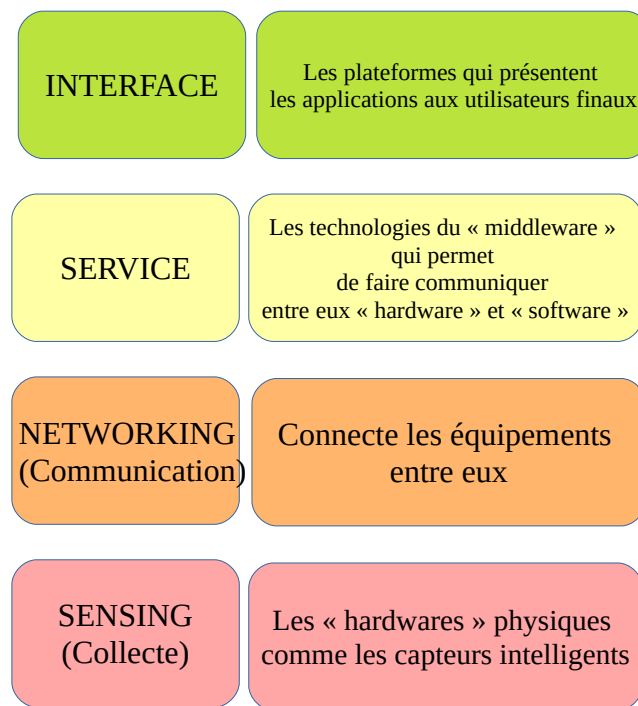 INTERFACE
Les plateformes qui présentent
les applications aux utilisateurs finaux
SERVICE
Les technologies du « middleware »
qui permet
de faire communiquer
entre eux « hardware » et « software »
NETWORKING
(Communication)
Connecte les équipements
entre eux
SENSING
(Collecte)
Les « hardwares » physiques
comme les capteurs intelligents